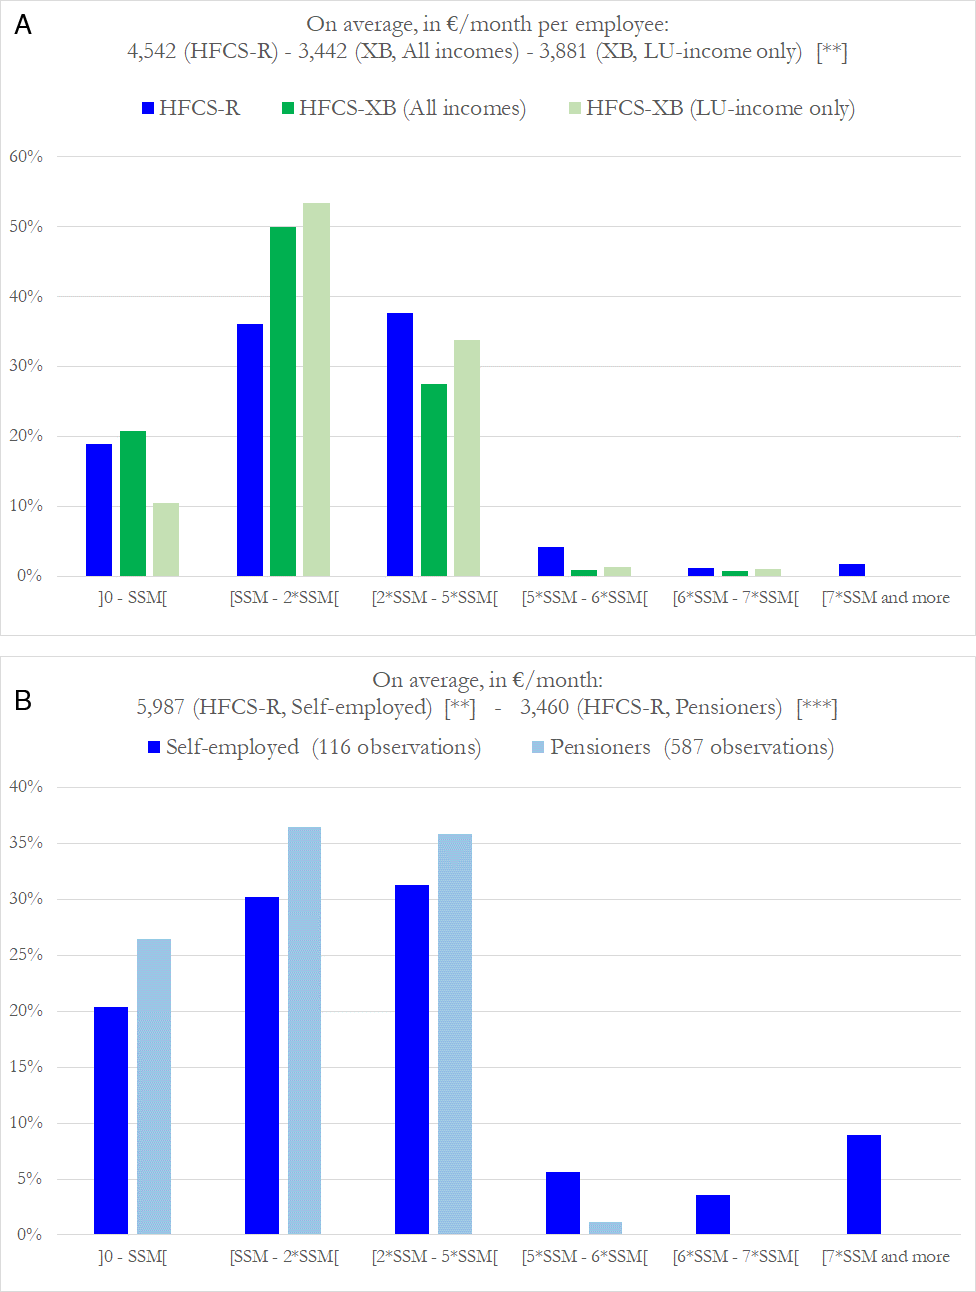 A
On average, in €/month per employee:
4,542 (HFCS-R) - 3,442 (XB, All incomes) - 3,881 (XB, LU-income only) [**]
HFCS-R HFCS-XB (All incomes) HFCS-XB (LU-income only)
60%
50%
40%
30%
20%
10%
0%
]0 - SSM[ [SSM - 2*SSM[ [2*SSM - 5*SSM[ [5*SSM - 6*SSM[ [6*SSM - 7*SSM[ [7*SSM and more
B
On average, in €/month:
5,987 (HFCS-R, Self-employed) [**] - 3,460 (HFCS-R, Pensioners) [***]
Self-employed (116 observations) Pensioners (587 observations)
40%
35%
30%
25%
20%
15%
10%
5%
0%
]0 - SSM[ [SSM - 2*SSM[ [2*SSM - 5*SSM[ [5*SSM - 6*SSM[ [6*SSM - 7*SSM[ [7*SSM and more